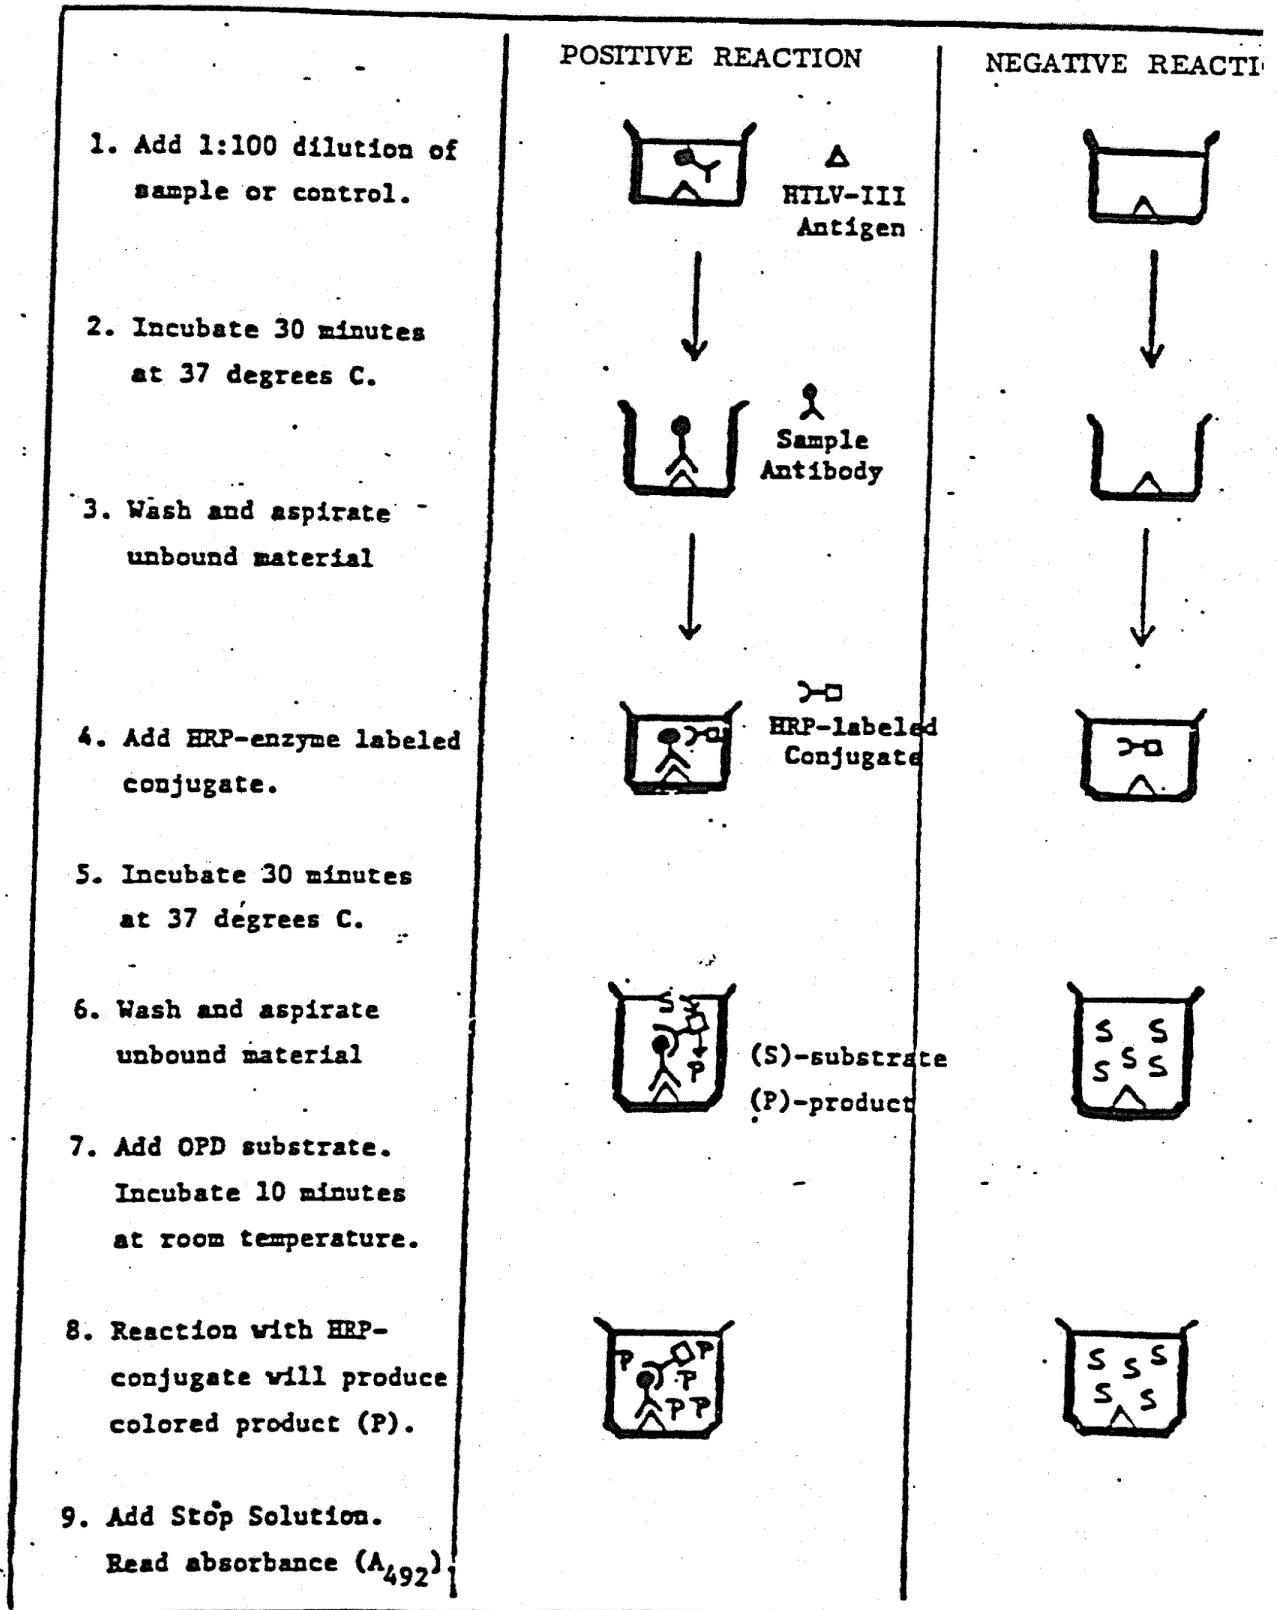 POSITIVE REACTION
NEGATIVE REACTI
1. Add 1:100 dilution of
sample or control.
HTLV-III
Antigen
2. Incubate 30 minutes
at 37 degrees C.
Sample
Antibody
3. Wash and aspirate
unbound material
4. Add HRP-enzyme labeled
conjugate.
HRP-labeled
Conjugate
5. Incubate 30 minutes
at 37 degrees C.
6. Wash and aspirate
unbound material
S
P
(S)-substrate
(P)-product
S S
S
S S
7. Add OPD substrate.
Incubate 10 minutes
at room temperature.
8. Reaction with HRP-
conjugate will produce
colored product (P).
P P
P
P P
S S S
S S
9. Add Stop Solution.
Read absorbance (A492).